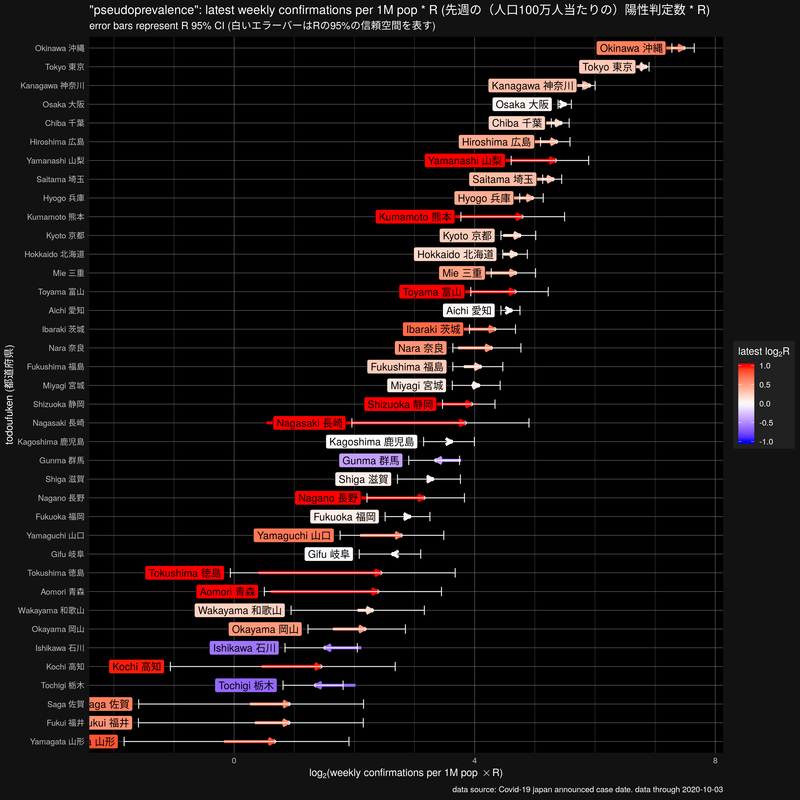 "pseudoprevalence": latest weekly confirmations per 1M pop * R (先週の（人口100万人当たりの）陽性判定数 * R)
error bars represent R 95% CI (白いエラーバーはRの95%の信頼空間を表す)
todoufuken (都道府県)
Okinawa 沖縄 Okinawa 沖縄
Tokyo 東京 Tokyo 東京
Kanagawa 神奈川 Kanagawa 神奈川
Osaka 大阪 Osaka 大阪
Chiba 千葉 Chiba 千葉
Hiroshima 広島 Hiroshima 広島
Yamanashi 山梨 Yamanashi 山梨
Saitama 埼玉 Saitama 埼玉
Hyogo 兵庫 Hyogo 兵庫
Kumamoto 熊本 Kumamoto 熊本
Kyoto 京都 Kyoto 京都
Hokkaido 北海道 Hokkaido 北海道
Mie 三重 Mie 三重
Toyama 富山 Toyama 富山
Aichi 愛知 Aichi 愛知
Ibaraki 茨城 Ibaraki 茨城
Nara 奈良 Nara 奈良
Fukushima 福島 Fukushima 福島
Miyagi 宮城 Miyagi 宮城
Shizuoka 静岡 Shizuoka 静岡
Nagasaki 長崎 Nagasaki 長崎
Kagoshima 鹿児島 Kagoshima 鹿児島
Gunma 群馬 Gunma 群馬
Shiga 滋賀 Shiga 滋賀
Nagano 長野 Nagano 長野
Fukuoka 福岡 Fukuoka 福岡
Yamaguchi 山口 Yamaguchi 山口
Gifu 岐阜 Gifu 岐阜
Tokushima 徳島 Tokushima 徳島
Aomori 青森 Aomori 青森
Wakayama 和歌山 Wakayama 和歌山
Okayama 岡山 Okayama 岡山
Ishikawa 石川 Ishikawa 石川
Kochi 高知 Kochi 高知
Tochigi 栃木 Tochigi 栃木
Saga 佐賀 aga 佐賀
Fukui 福井 ukui 福井
Yamagata 山形 a 山形
0 4 8
log₂(weekly confirmations per 1M pop × R)
latest log₂R
1.0
0.5
0.0
-0.5
-1.0
data source: Covid-19 japan announced case date. data through 2020-10-03